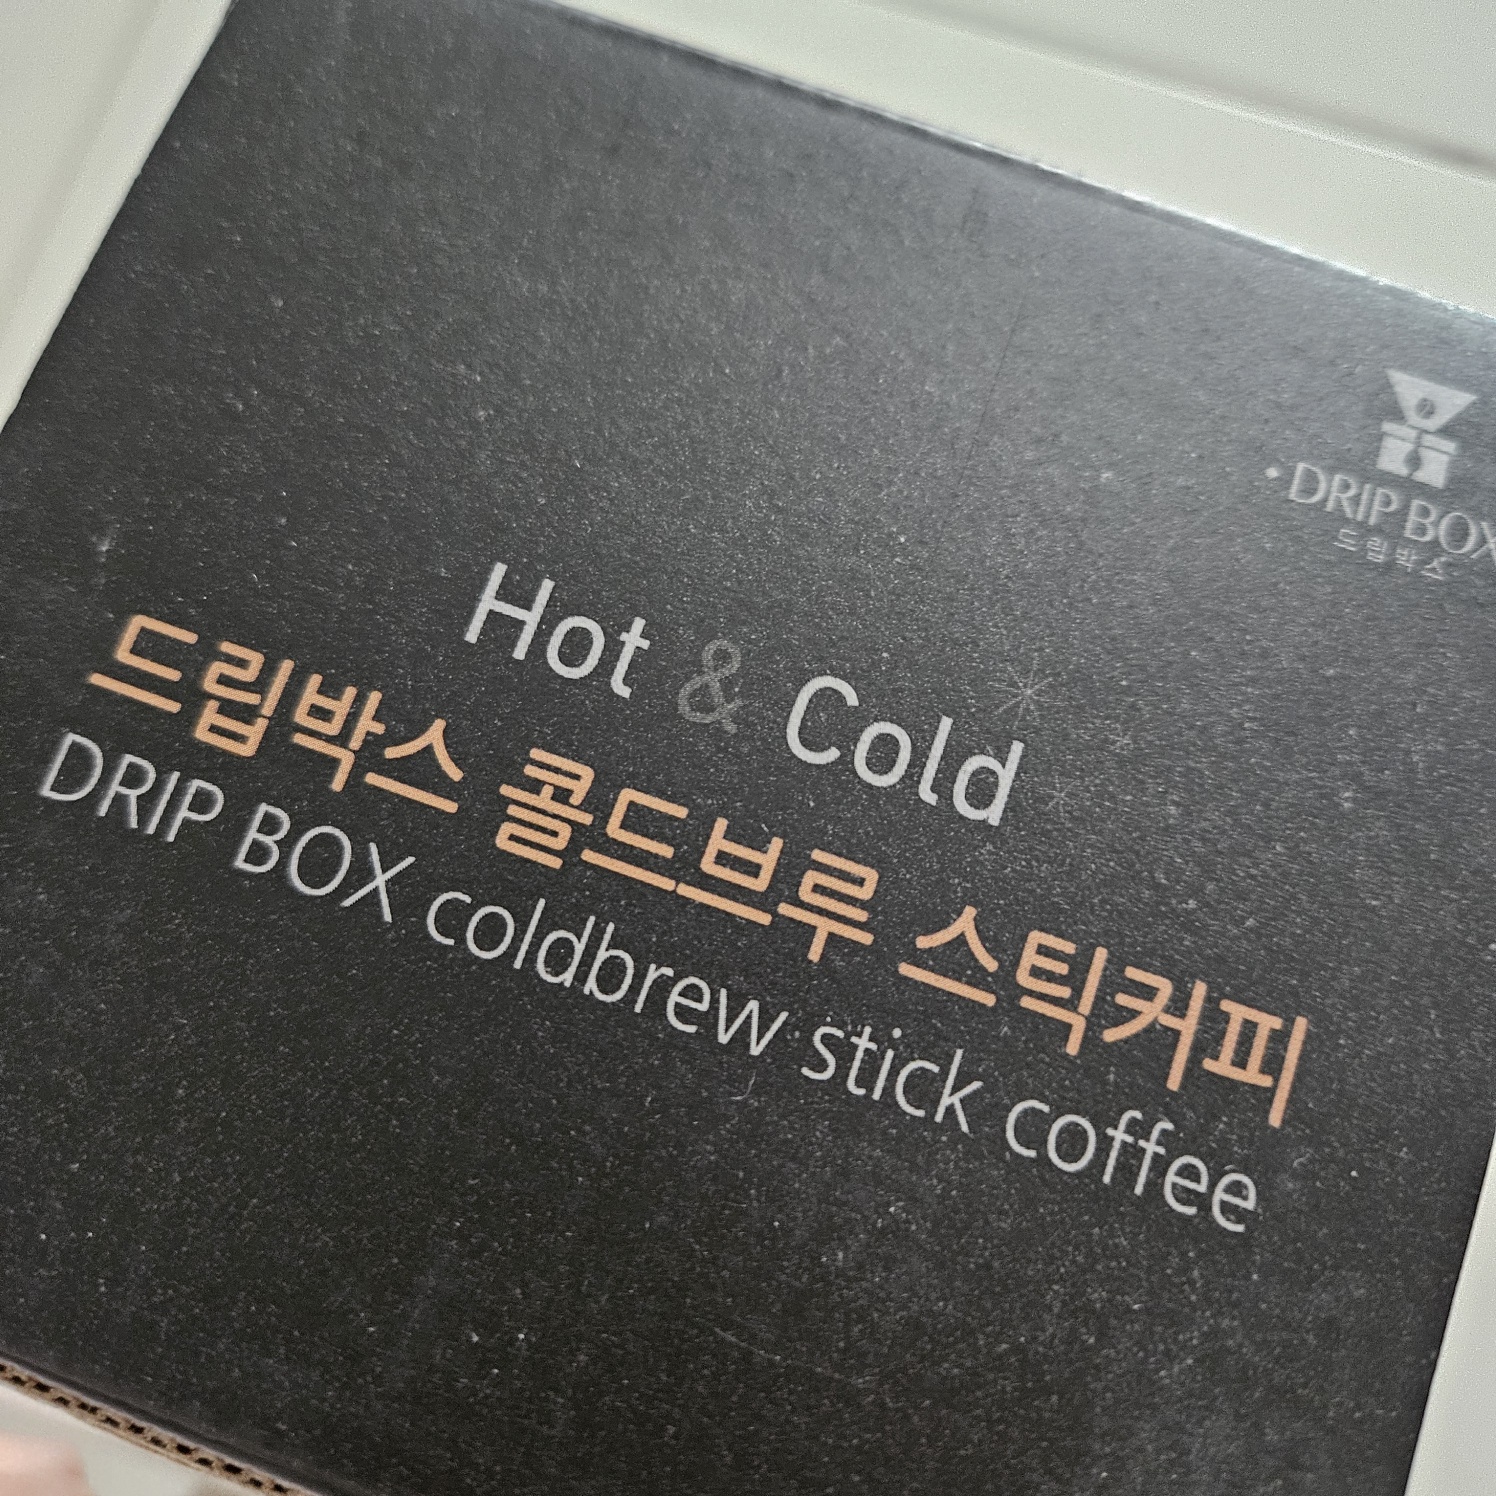 DRIP BOX
드립박스
Hot & Cold
드립박스 콜드브루 스틱커피
DRIP BOX coldbrew stick coffee